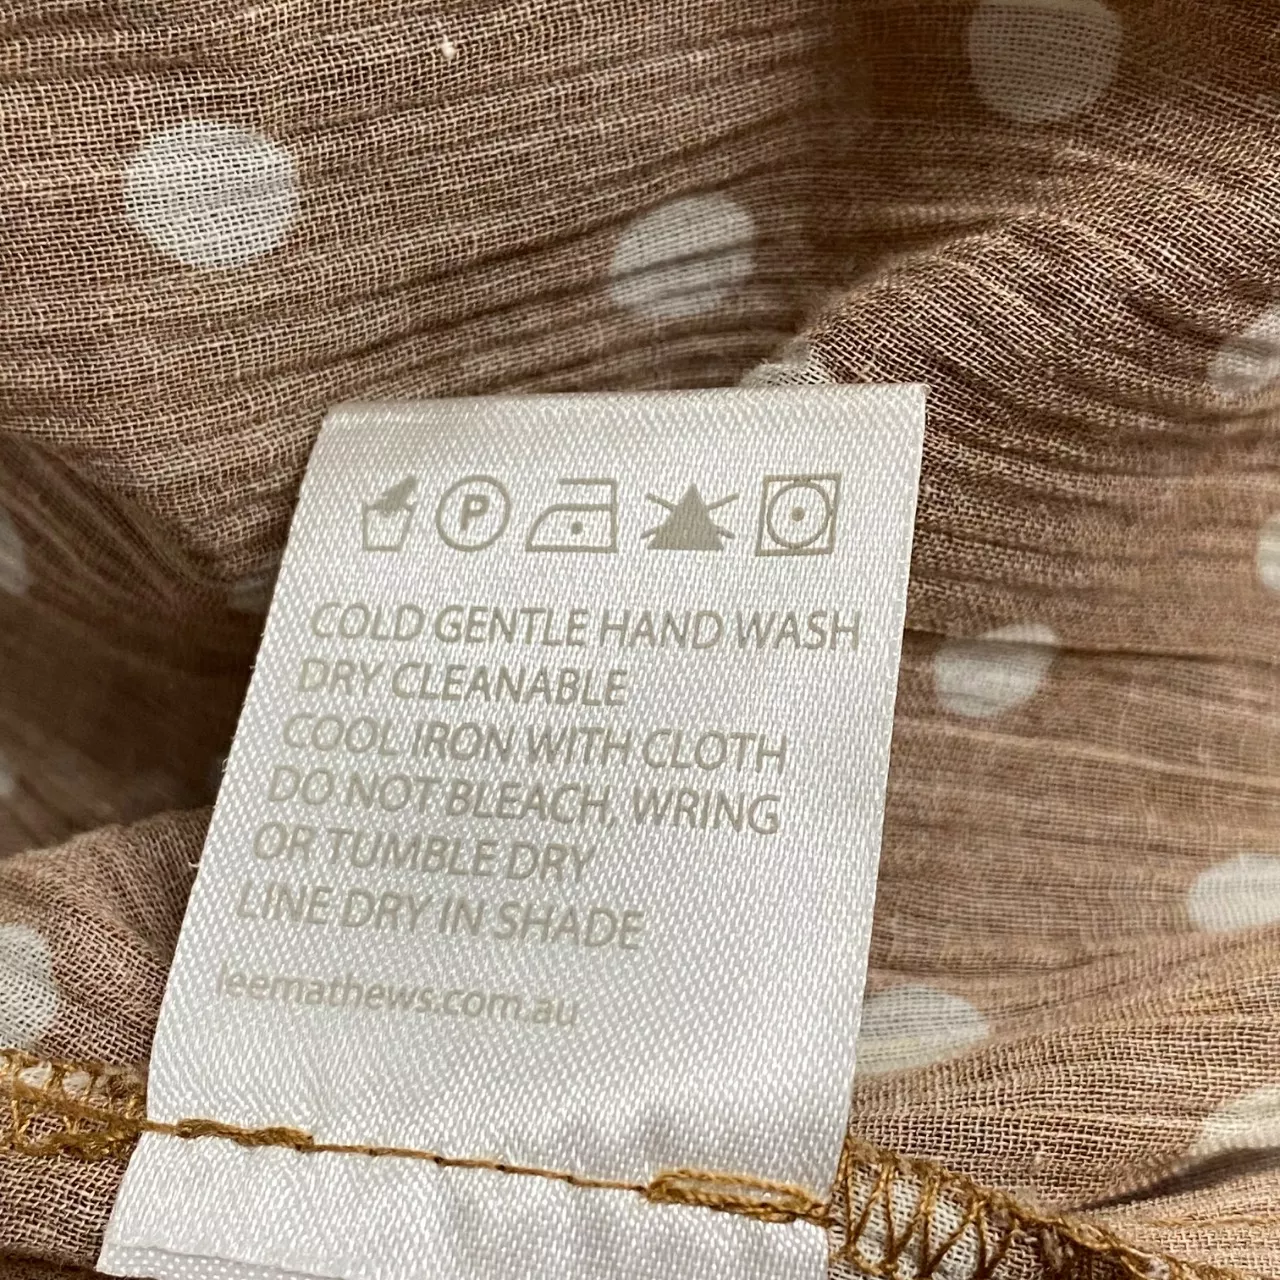 P
COLD GENTLE HAND WASH
DRY CLEANABLE
COOL IRON WITH CLOTH
DO NOT BLEACH, WRING
OR TUMBLE DRY
LINE DRY IN SHADE
leemathews.com.au